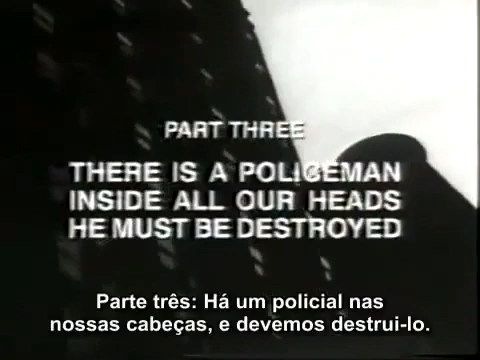 PART THREE
THERE IS A POLICEMAN
INSIDE ALL OUR HEADS
HE MUST BE DESTROYED
Parte três: Há um policial nas
nossas cabeças, e devemos destrui-lo.